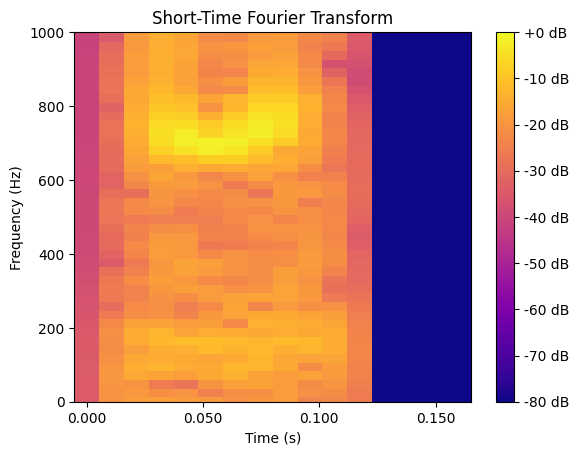 Short-Time Fourier Transform
Frequency (Hz)
1000
800
600
400
200
0
0.000
0.050
0.100
0.150
Time (s)
+0 dB
-10 dB
-20 dB
-30 dB
-40 dB
-50 dB
-60 dB
-70 dB
-80 dB